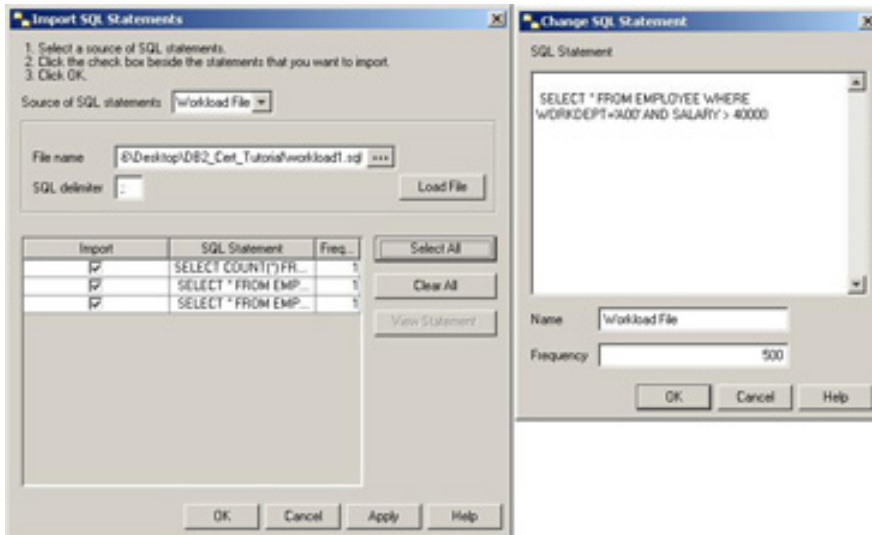 Import SQL Statements
1. Select a source of SQL statements.
2. Click the check box beside the statements that you want to import.
3. Click OK.
Source of SQL statements Workload File
File name 6\Desktop\DB2_Cert_Tutorial\workload1.sql ...
SQL delimiter ;
Load File
Import SQL Statement Freq...
SELECT COUNT(*) FR... 1
SELECT * FROM EMP... 1
SELECT * FROM EMP... 1
Select All
Clear All
View Statement
OK Cancel Apply Help
Change SQL Statement
SQL Statement
SELECT * FROM EMPLOYEE WHERE
WORKDEPT='A00' AND SALARY > 40000
Name Workload File
Frequency 500
OK Cancel Help